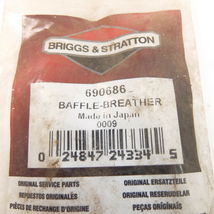 BRIGGS & STRATTON
690686
BAFFLE-BREATHER
Made in Japan
0009
0 24847 24334 5
ORIGINAL SERVICE PARTS
REPUESTOS ORIGINALES
PIÈCES DE RECHANGE D'ORIGINE
ORIGINAL ERSATZTEILE
ORIGINAL RESERVEDELAR
PEÇAS ORIGINAIS